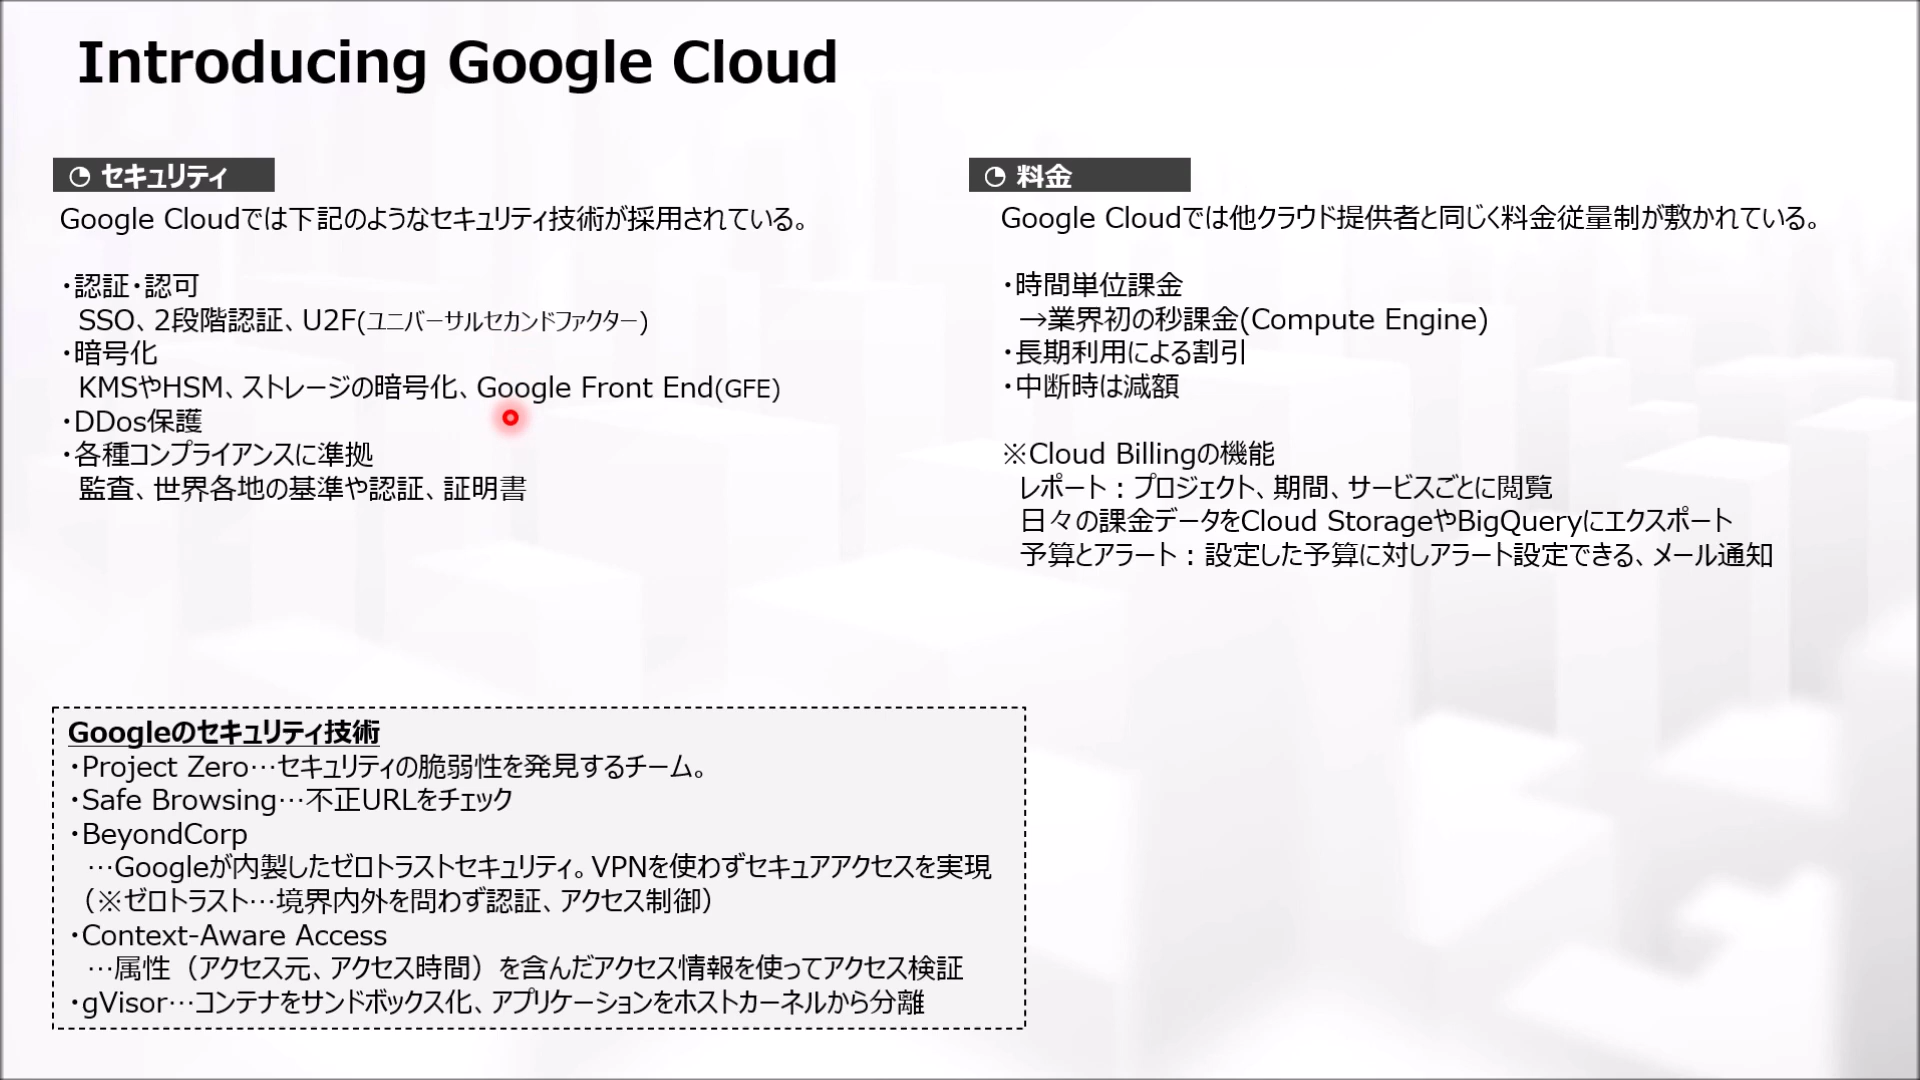 Introducing Google Cloud
セキュリティ
Google Cloudでは下記のようなセキュリティ技術が採用されている。
・認証・認可
SSO、2段階認証、U2F(ユニバーサルセカンドファクター)
・暗号化
KMSやHSM、ストレージの暗号化、Google Front End(GFE)
・DDos保護
・各種コンプライアンスに準拠
監査、世界各地の基準や認証、証明書
料金
Google Cloudでは他クラウド提供者と同じく料金従量制が敷かれている。
・時間単位課金
→業界初の秒課金(Compute Engine)
・長期利用による割引
・中断時は減額
※Cloud Billingの機能
レポート：プロジェクト、期間、サービスごとに閲覧
日々の課金データをCloud StorageやBigQueryにエクスポート
予算とアラート：設定した予算に対しアラート設定できる、メール通知
Googleのセキュリティ技術
・Project Zero…セキュリティの脆弱性を発見するチーム。
・Safe Browsing…不正URLをチェック
・BeyondCorp
…Googleが内製したゼロトラストセキュリティ。VPNを使わずセキュアアクセスを実現
（※ゼロトラスト…境界内外を問わず認証、アクセス制御）
・Context-Aware Access
…属性（アクセス元、アクセス時間）を含んだアクセス情報を使ってアクセス検証
・gVisor…コンテナをサンドボックス化、アプリケーションをホストカーネルから分離